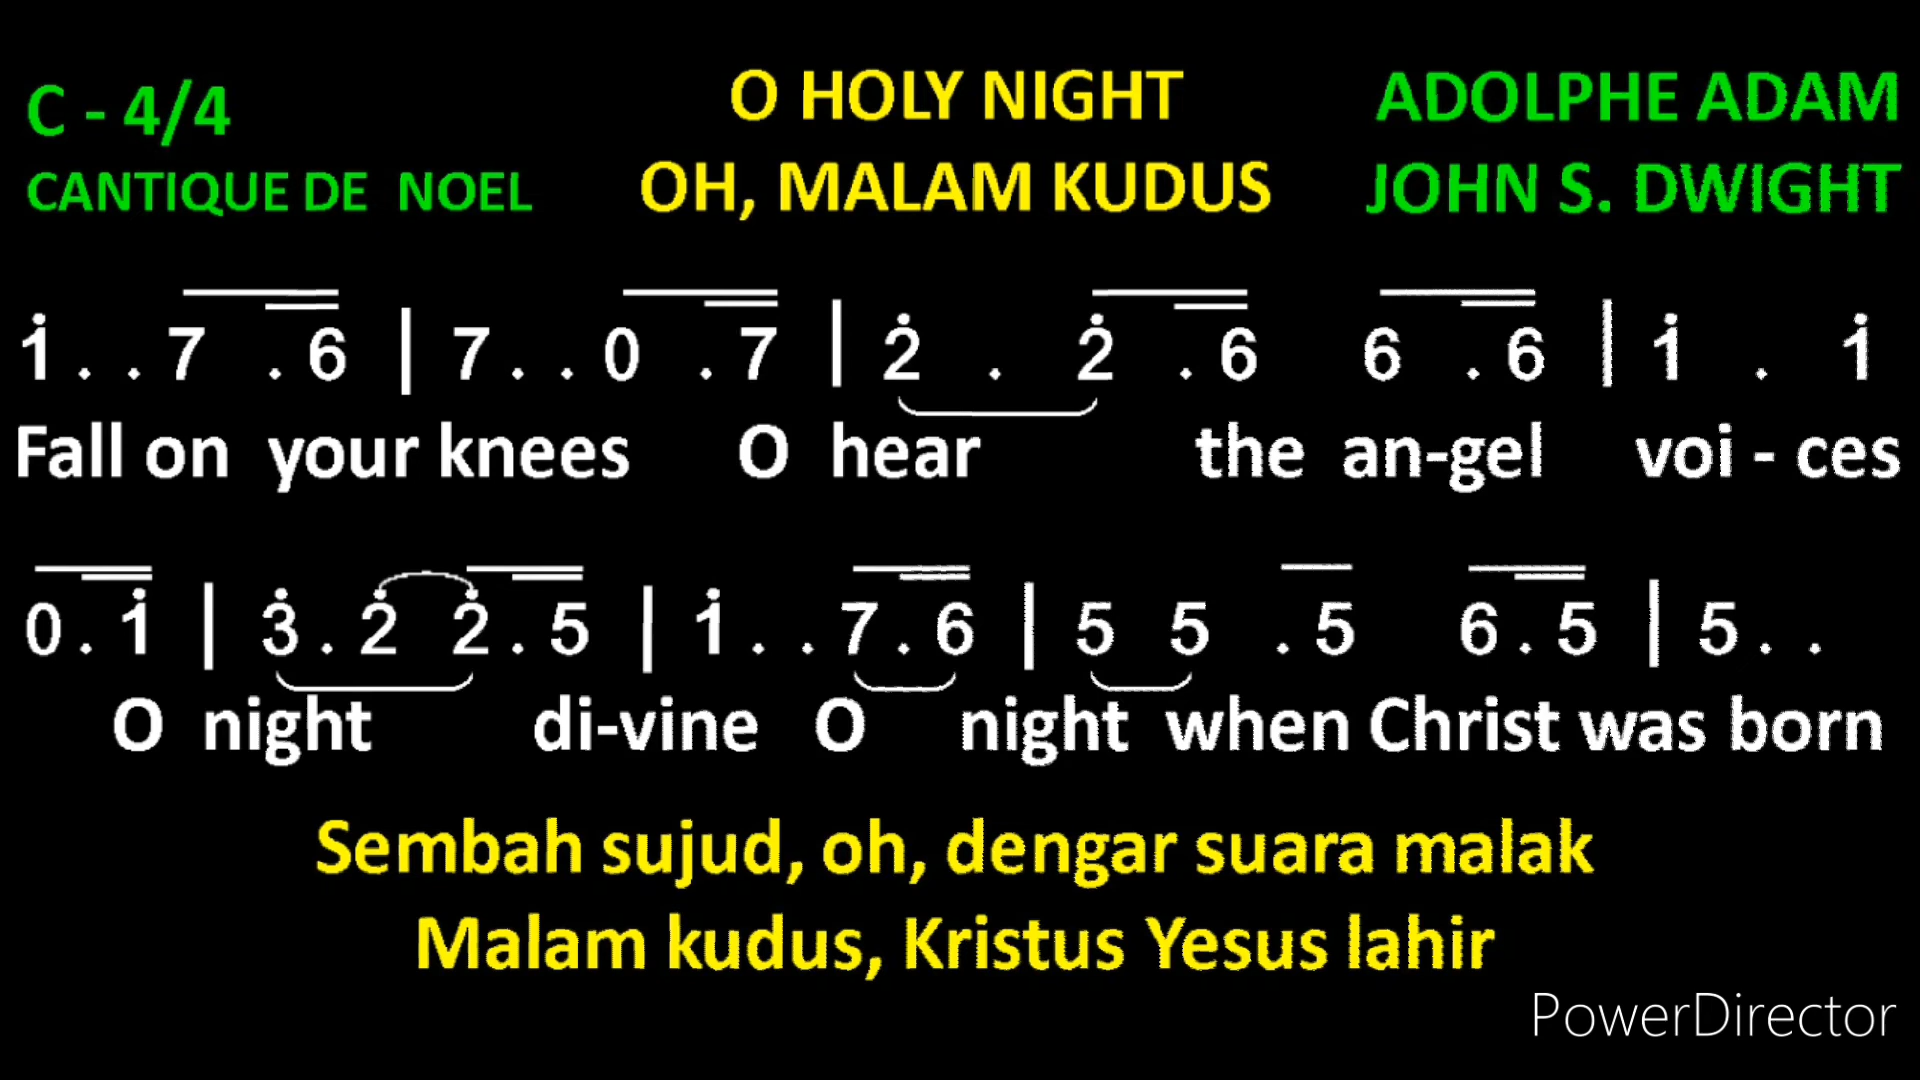 C - 4/4
O HOLY NIGHT
ADOLPHE ADAM
CANTIQUE DE NOEL
OH, MALAM KUDUS
JOHN S. DWIGHT
1̇ . . 7 . 6 | 7 . . 0 . 7 | 2̇ . 2̇ . 6 6 . 6 | 1̇ . 1̇
Fall on your knees O hear the an-gel voi - ces
0 . 1̇ | 3̇ . 2̇ 2̇ . 5 | 1̇ . . 7 . 6 | 5 5 . 5 6 . 5 | 5 . .
O night di-vine O night when Christ was born
Sembah sujud, oh, dengar suara malak
Malam kudus, Kristus Yesus lahir
PowerDirector